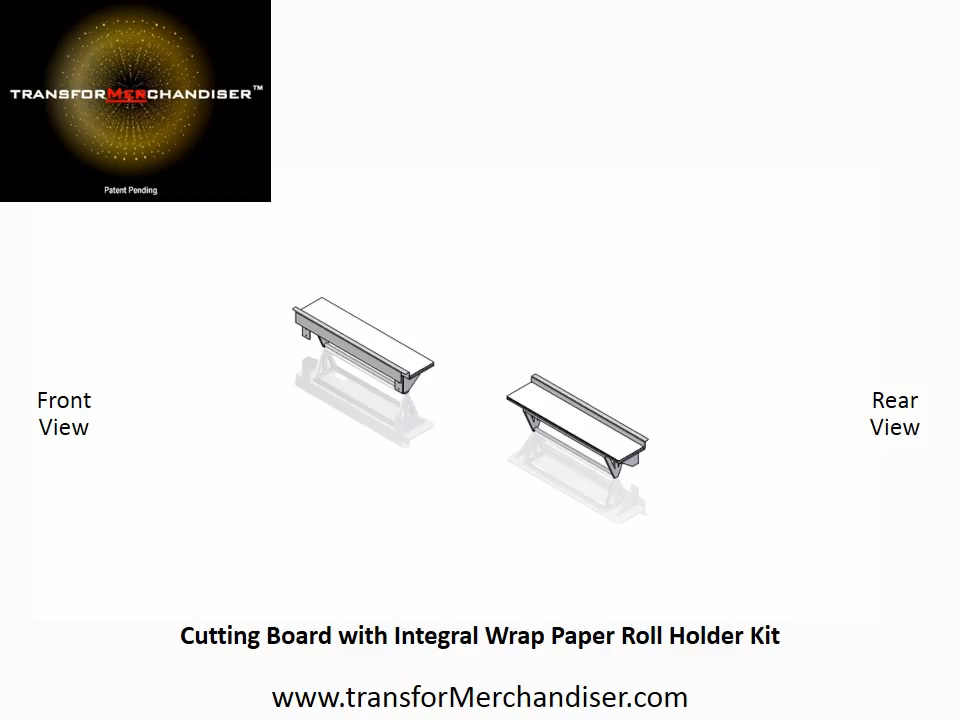 TRANSFORMERCHANDISER™
Patent Pending
Front
View
Rear
View
Cutting Board with Integral Wrap Paper Roll Holder Kit
www.transforMerchandiser.com